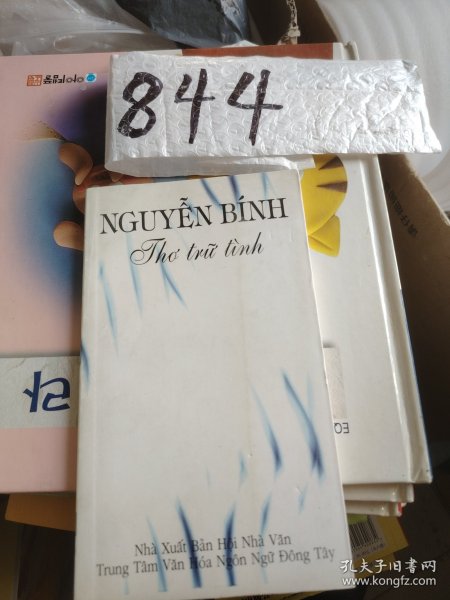 844
NGUYỄN BÍNH
Thơ trữ tình
Nhà Xuất Bản Hội Nhà Văn
Trung Tâm Văn Hóa Ngôn Ngữ Đông Tây
孔夫子旧书网
www.kongfz.com